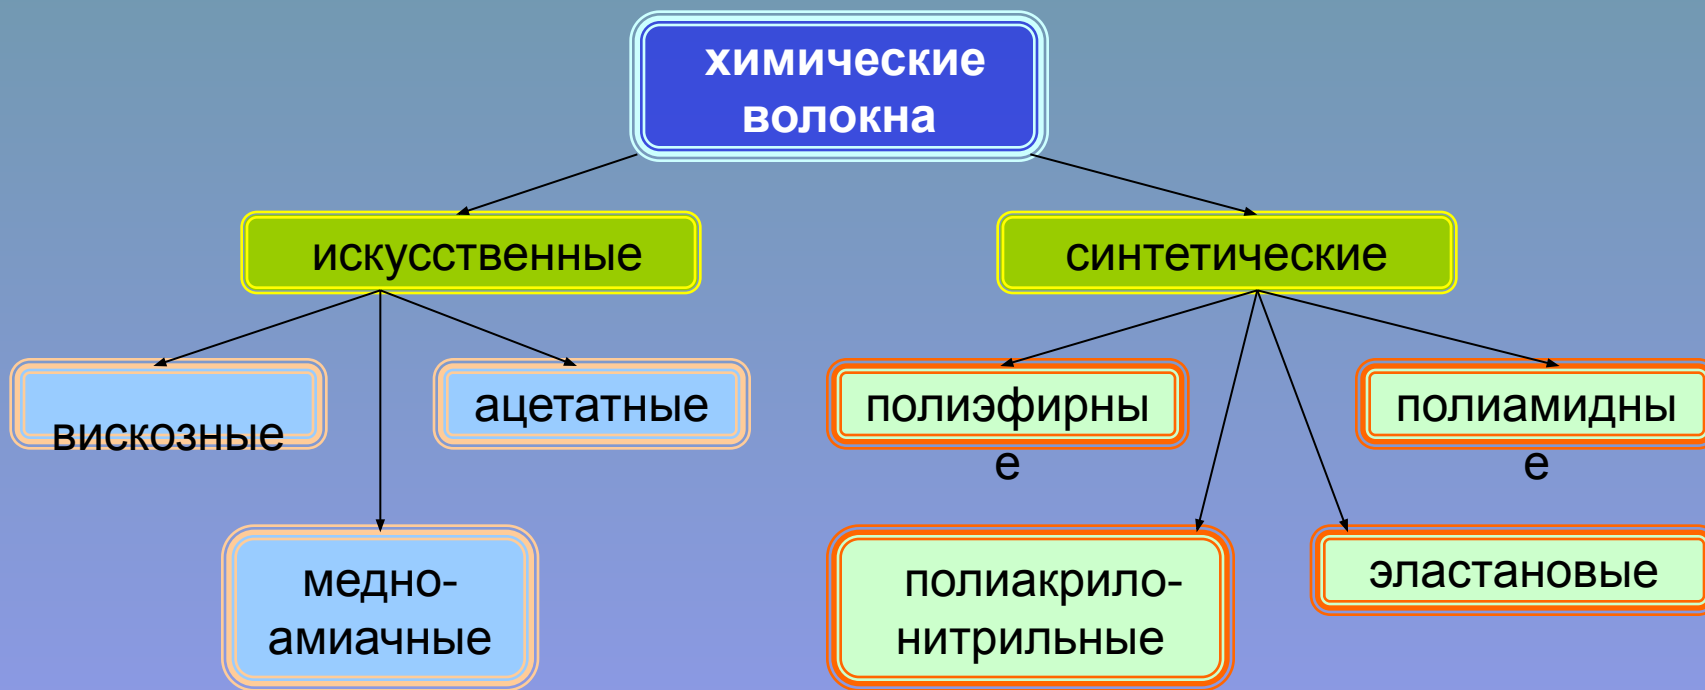 химические
волокна
искусственные
синтетические
вискозные
ацетатные
полиэфирны
е
полиамидны
е
медно-
амиачные
полиакрило-
нитрильные
эластановые